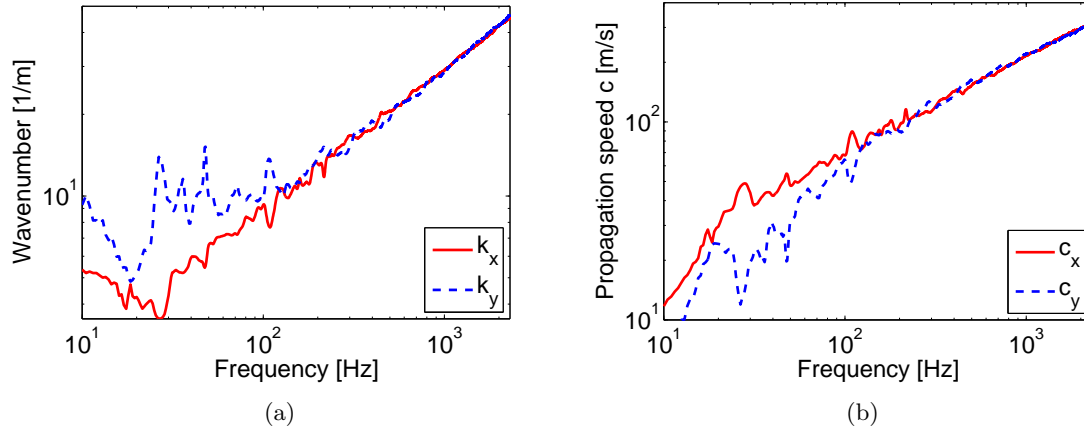 Wavenumber [1/m]
10¹
k_x
k_y
10¹ 10² 10³
Frequency [Hz]
(a)
Propagation speed c [m/s]
10²
10¹
c_x
c_y
10¹ 10² 10³
Frequency [Hz]
(b)